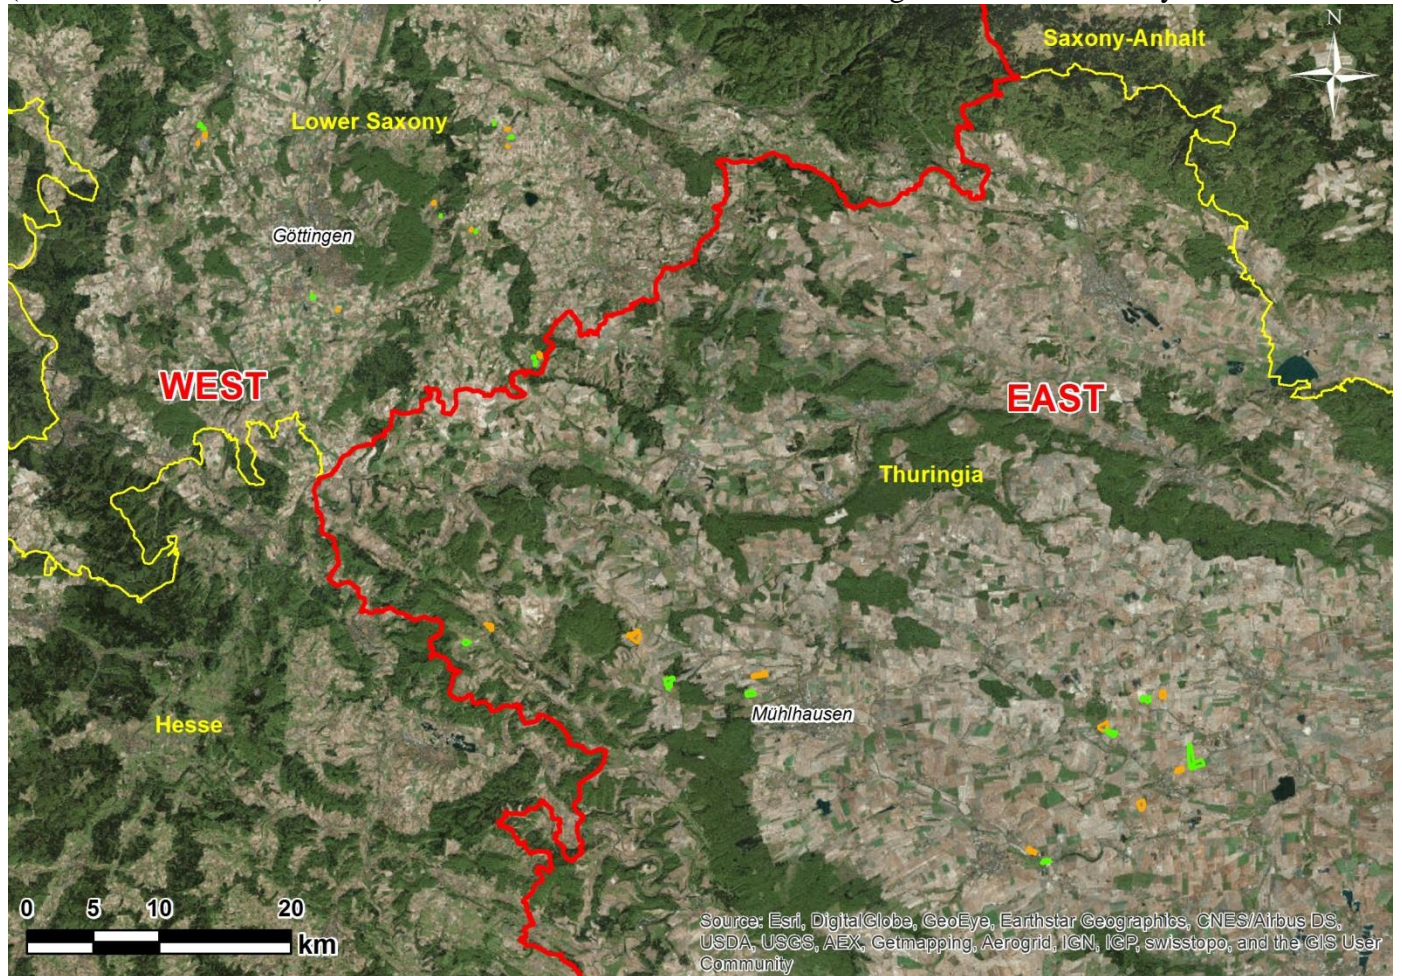 N
Saxony-Anhalt
Lower Saxony
Göttingen
WEST
EAST
Thuringia
Hesse
Mühlhausen
0 5 10 20
km
Source: Esri, DigitalGlobe, GeoEye, Earthstar Geographics, CNES/Airbus DS,
USDA, USGS, AEX, Getmapping, Aerogrid, IGN, IGP, swisstopo, and the GIS User
Community